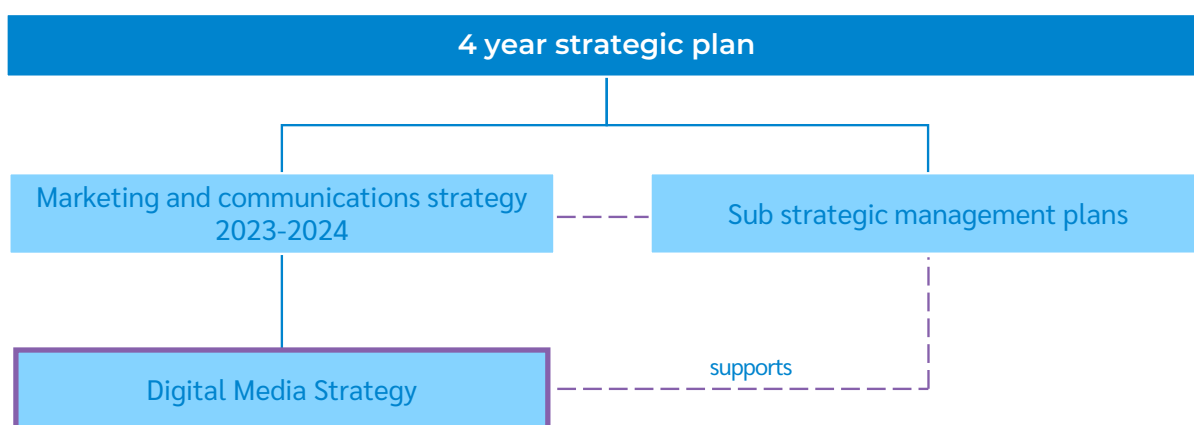 4 year strategic plan
Marketing and communications strategy
2023-2024
Sub strategic management plans
Digital Media Strategy
supports